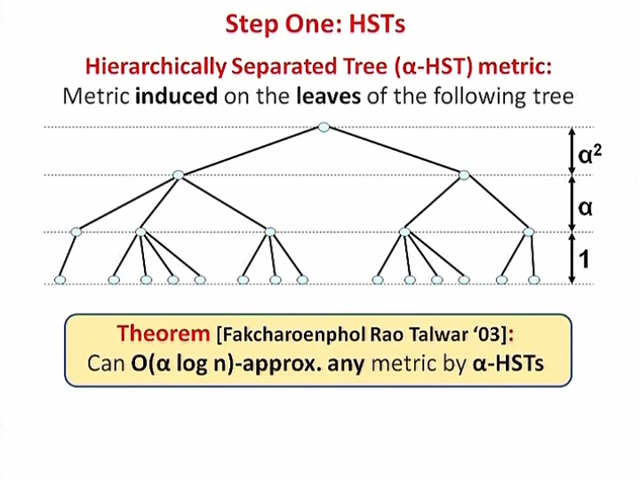 Step One: HSTs
Hierarchically Separated Tree (α-HST) metric:
Metric induced on the leaves of the following tree
α²
α
1
Theorem [Fakcharoenphol Rao Talwar ‘03]:
Can O(α log n)-approx. any metric by α-HSTs